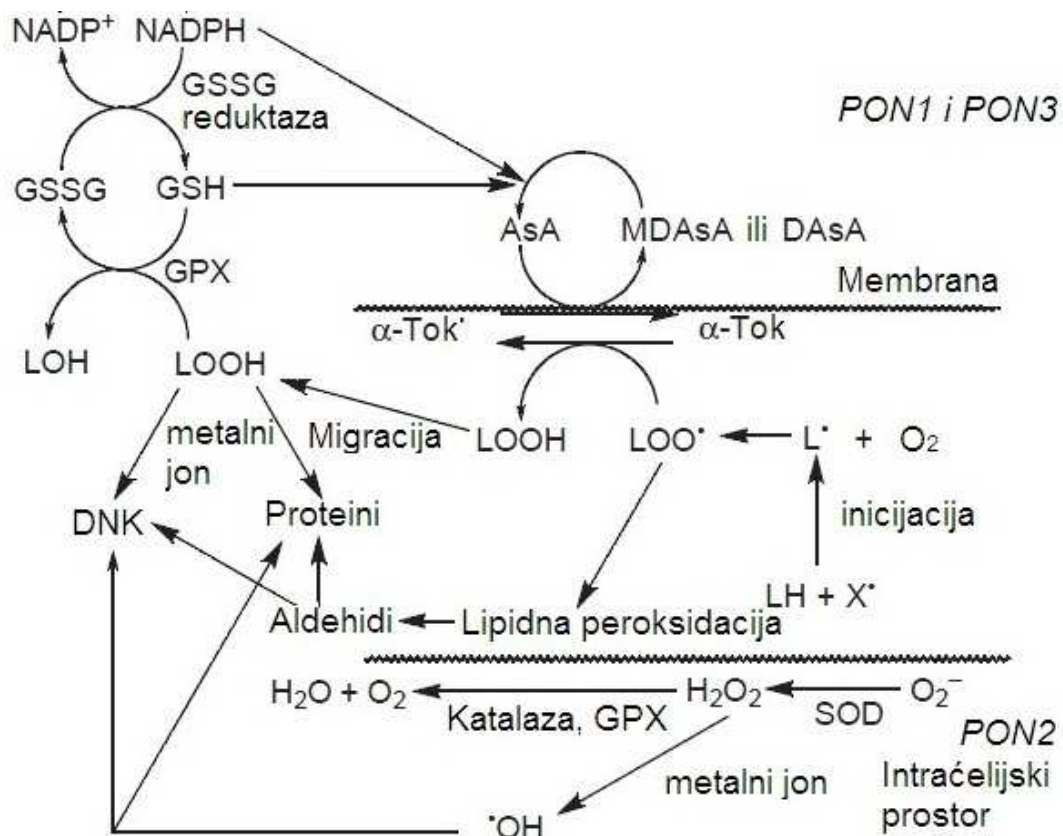 NADP⁺ NADPH
GSSG
reduktaza
PON1 i PON3
GSSG GSH
AsA MDAsA ili DAsA
GPX
Membrana
α-Tok• α-Tok
LOH LOOH
metalni
jon
Migracija
LOOH LOO• L• + O₂
DNK Proteini
inicijacija
LH + X•
Aldehidi Lipidna peroksidacija
H₂O + O₂ H₂O₂ O₂⁻
Katalaza, GPX SOD
PON2
metalni jon
Intraćelijski
prostor
•OH